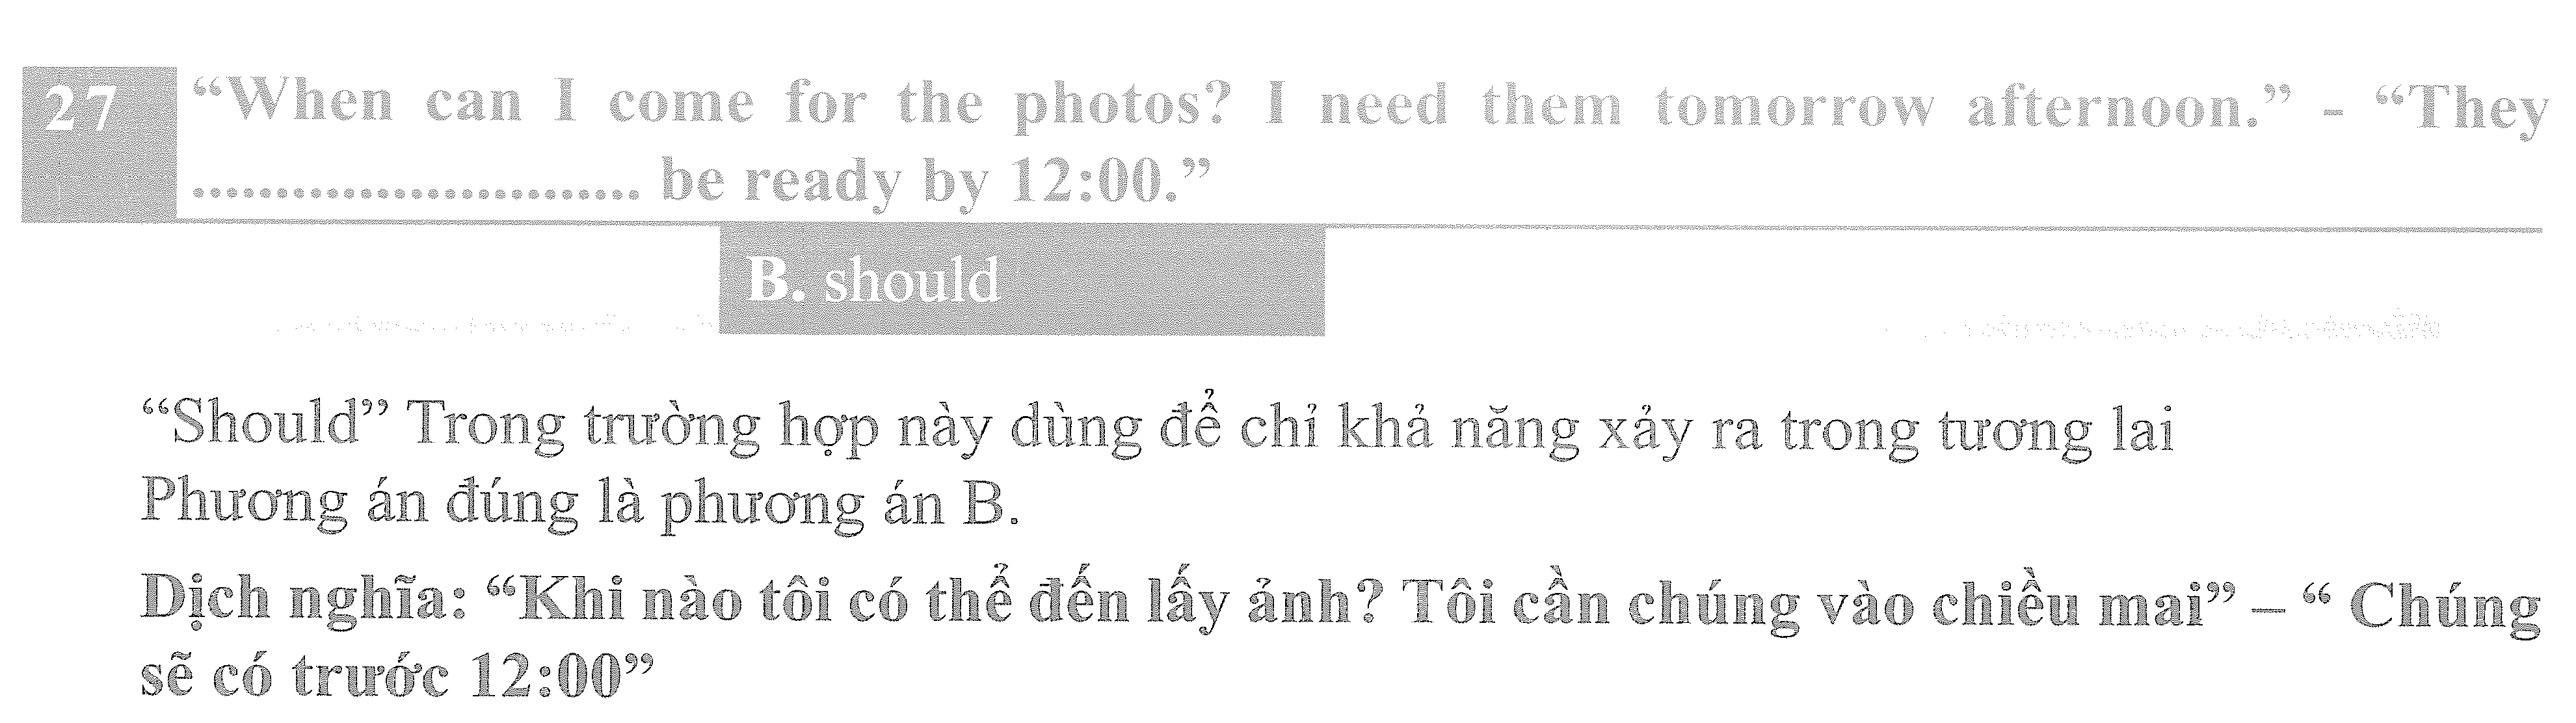 27 “When can I come for the photos? I need them tomorrow afternoon.” - “They
.......................... be ready by 12:00.”
B. should
“Should” Trong trường hợp này dùng để chỉ khả năng xảy ra trong tương lai
Phương án đúng là phương án B.
Dịch nghĩa: “Khi nào tôi có thể đến lấy ảnh? Tôi cần chúng vào chiều mai” – “ Chúng
sẽ có trước 12:00”